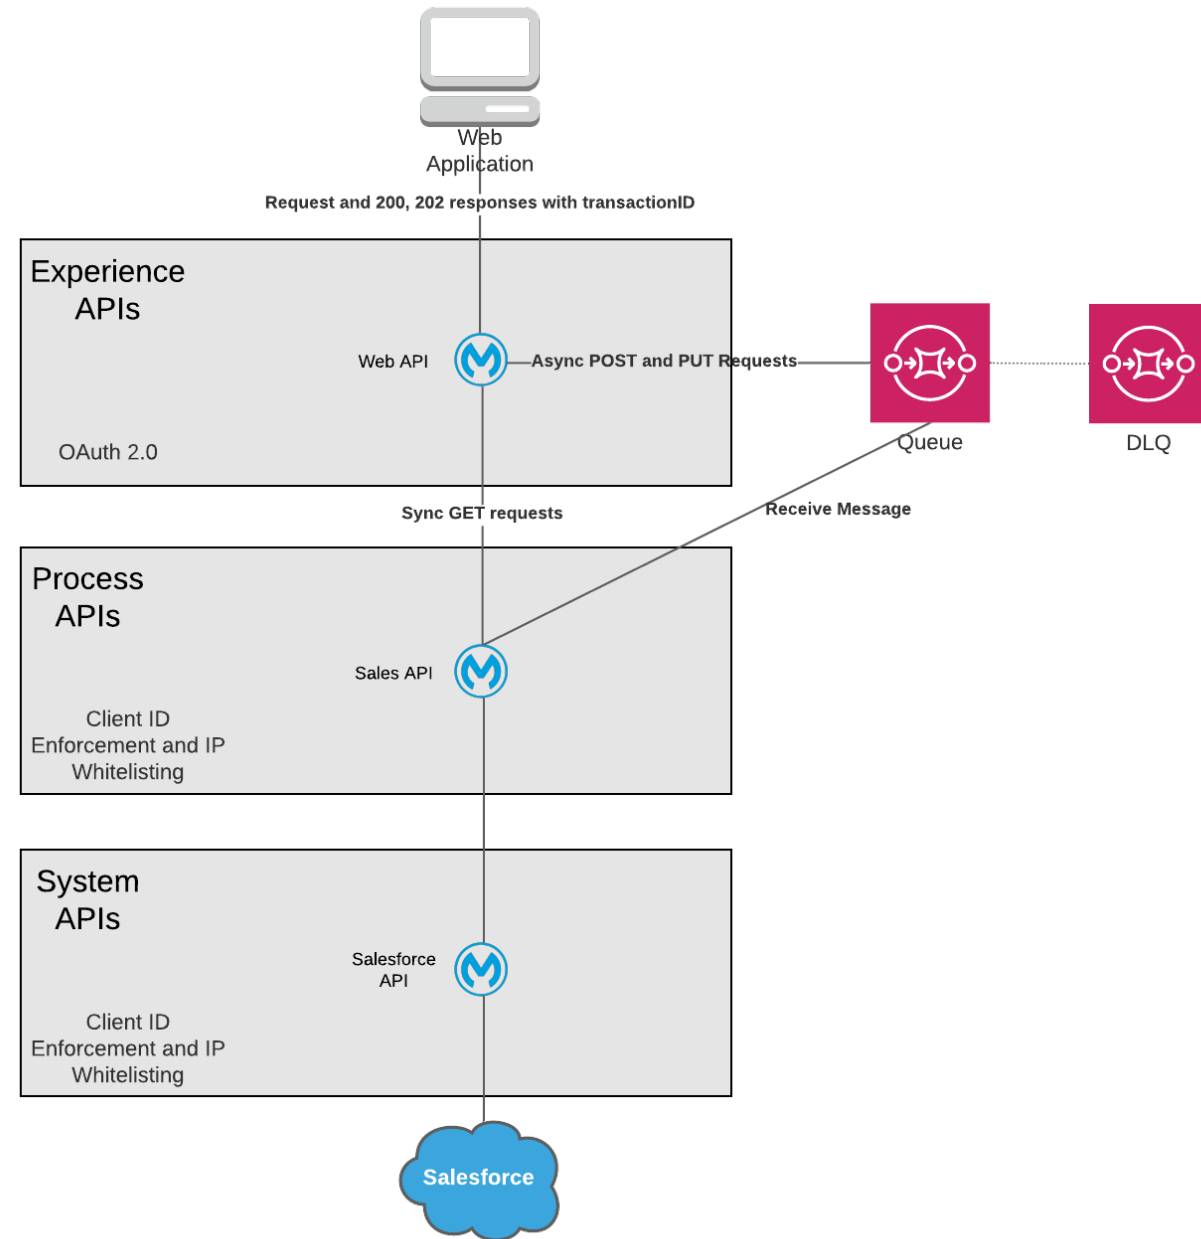 Web
Application
Request and 200, 202 responses with transactionID
Experience
APIs
Web API
Async POST and PUT Requests
OAuth 2.0
Queue
DLQ
Sync GET requests
Receive Message
Process
APIs
Sales API
Client ID
Enforcement and IP
Whitelisting
System
APIs
Salesforce
API
Client ID
Enforcement and IP
Whitelisting
Salesforce